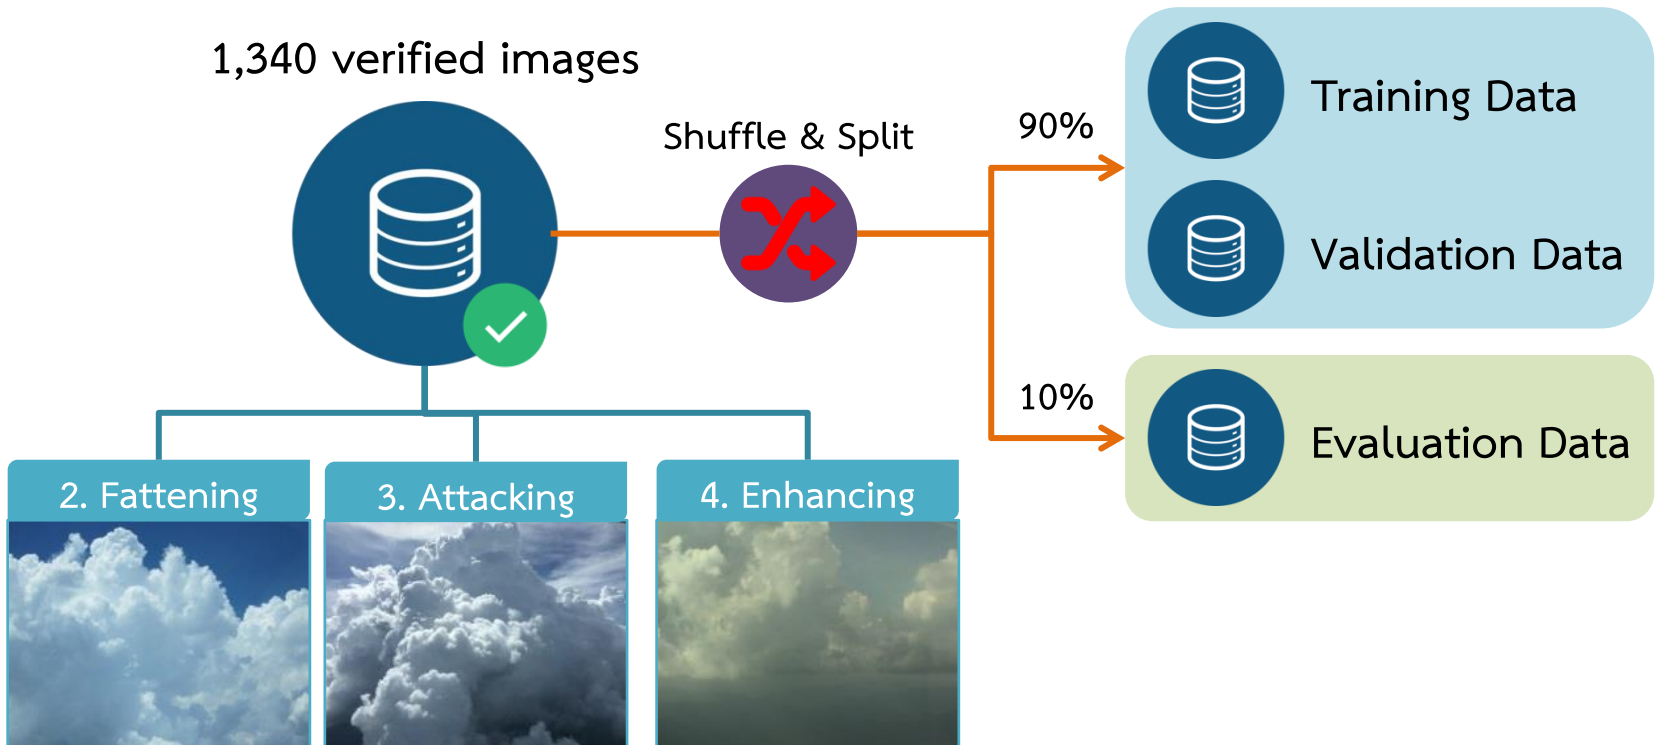 1,340 verified images
Shuffle & Split
90%
Training Data
Validation Data
10%
Evaluation Data
2. Fattening
3. Attacking
4. Enhancing